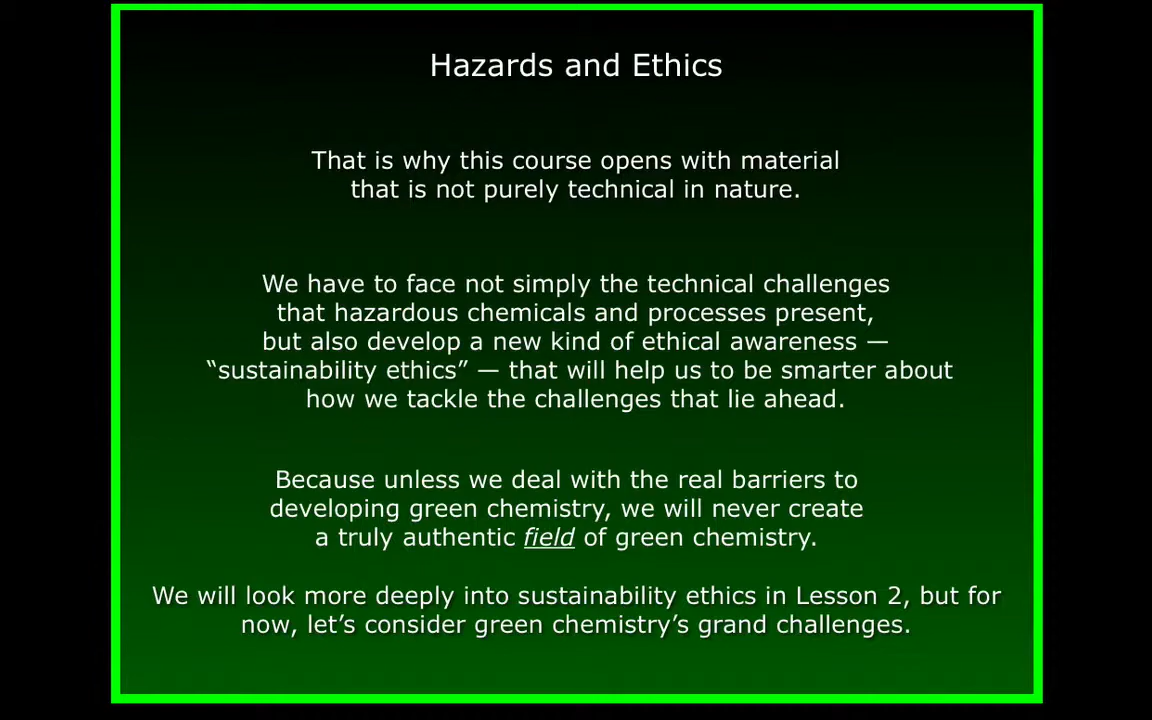 Hazards and Ethics
That is why this course opens with material
that is not purely technical in nature.
We have to face not simply the technical challenges
that hazardous chemicals and processes present,
but also develop a new kind of ethical awareness —
“sustainability ethics” — that will help us to be smarter about
how we tackle the challenges that lie ahead.
Because unless we deal with the real barriers to
developing green chemistry, we will never create
a truly authentic field of green chemistry.
We will look more deeply into sustainability ethics in Lesson 2, but for
now, let’s consider green chemistry’s grand challenges.